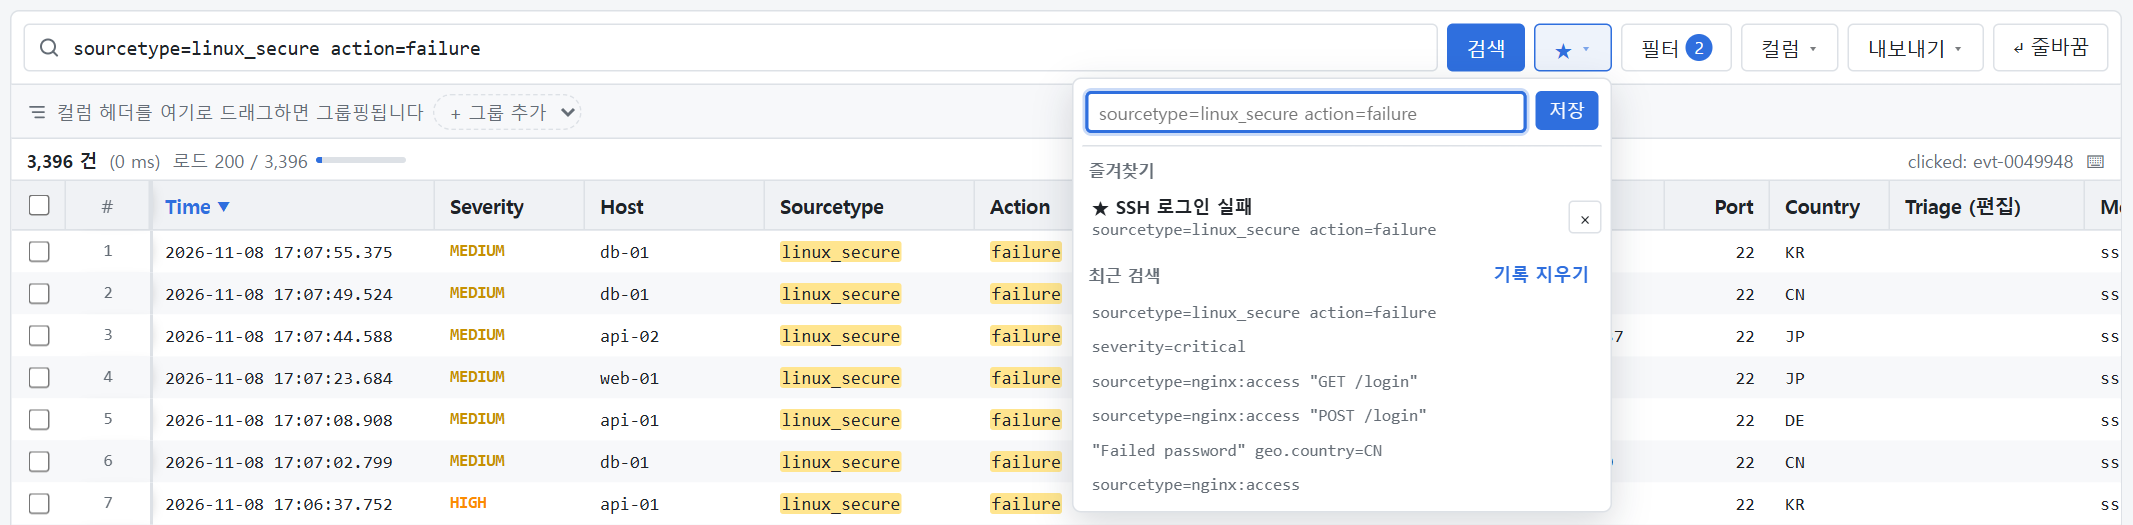 sourcetype=linux_secure action=failure 검색 ★ ▾ 필터 2 컬럼 ▾ 내보내기 ▾ ↲ 줄바꿈
컬럼 헤더를 여기로 드래그하면 그룹핑됩니다 + 그룹 추가
sourcetype=linux_secure action=failure 저장
3,396 건 (0 ms) 로드 200 / 3,396 clicked: evt-0049948
즐겨찾기
★ SSH 로그인 실패 ×
sourcetype=linux_secure action=failure
최근 검색 기록 지우기
sourcetype=linux_secure action=failure
severity=critical
sourcetype=nginx:access "GET /login"
sourcetype=nginx:access "POST /login"
"Failed password" geo.country=CN
sourcetype=nginx:access
# Time ▼ Severity Host Sourcetype Action Port Country Triage (편집)
1 2026-11-08 17:07:55.375 MEDIUM db-01 linux_secure failure 22 KR
2 2026-11-08 17:07:49.524 MEDIUM db-01 linux_secure failure 22 CN
3 2026-11-08 17:07:44.588 MEDIUM api-02 linux_secure failure 22 JP
4 2026-11-08 17:07:23.684 MEDIUM web-01 linux_secure failure 22 JP
5 2026-11-08 17:07:08.908 MEDIUM api-01 linux_secure failure 22 DE
6 2026-11-08 17:07:02.799 MEDIUM db-01 linux_secure failure 22 CN
7 2026-11-08 17:06:37.752 HIGH api-01 linux_secure failure 22 KR